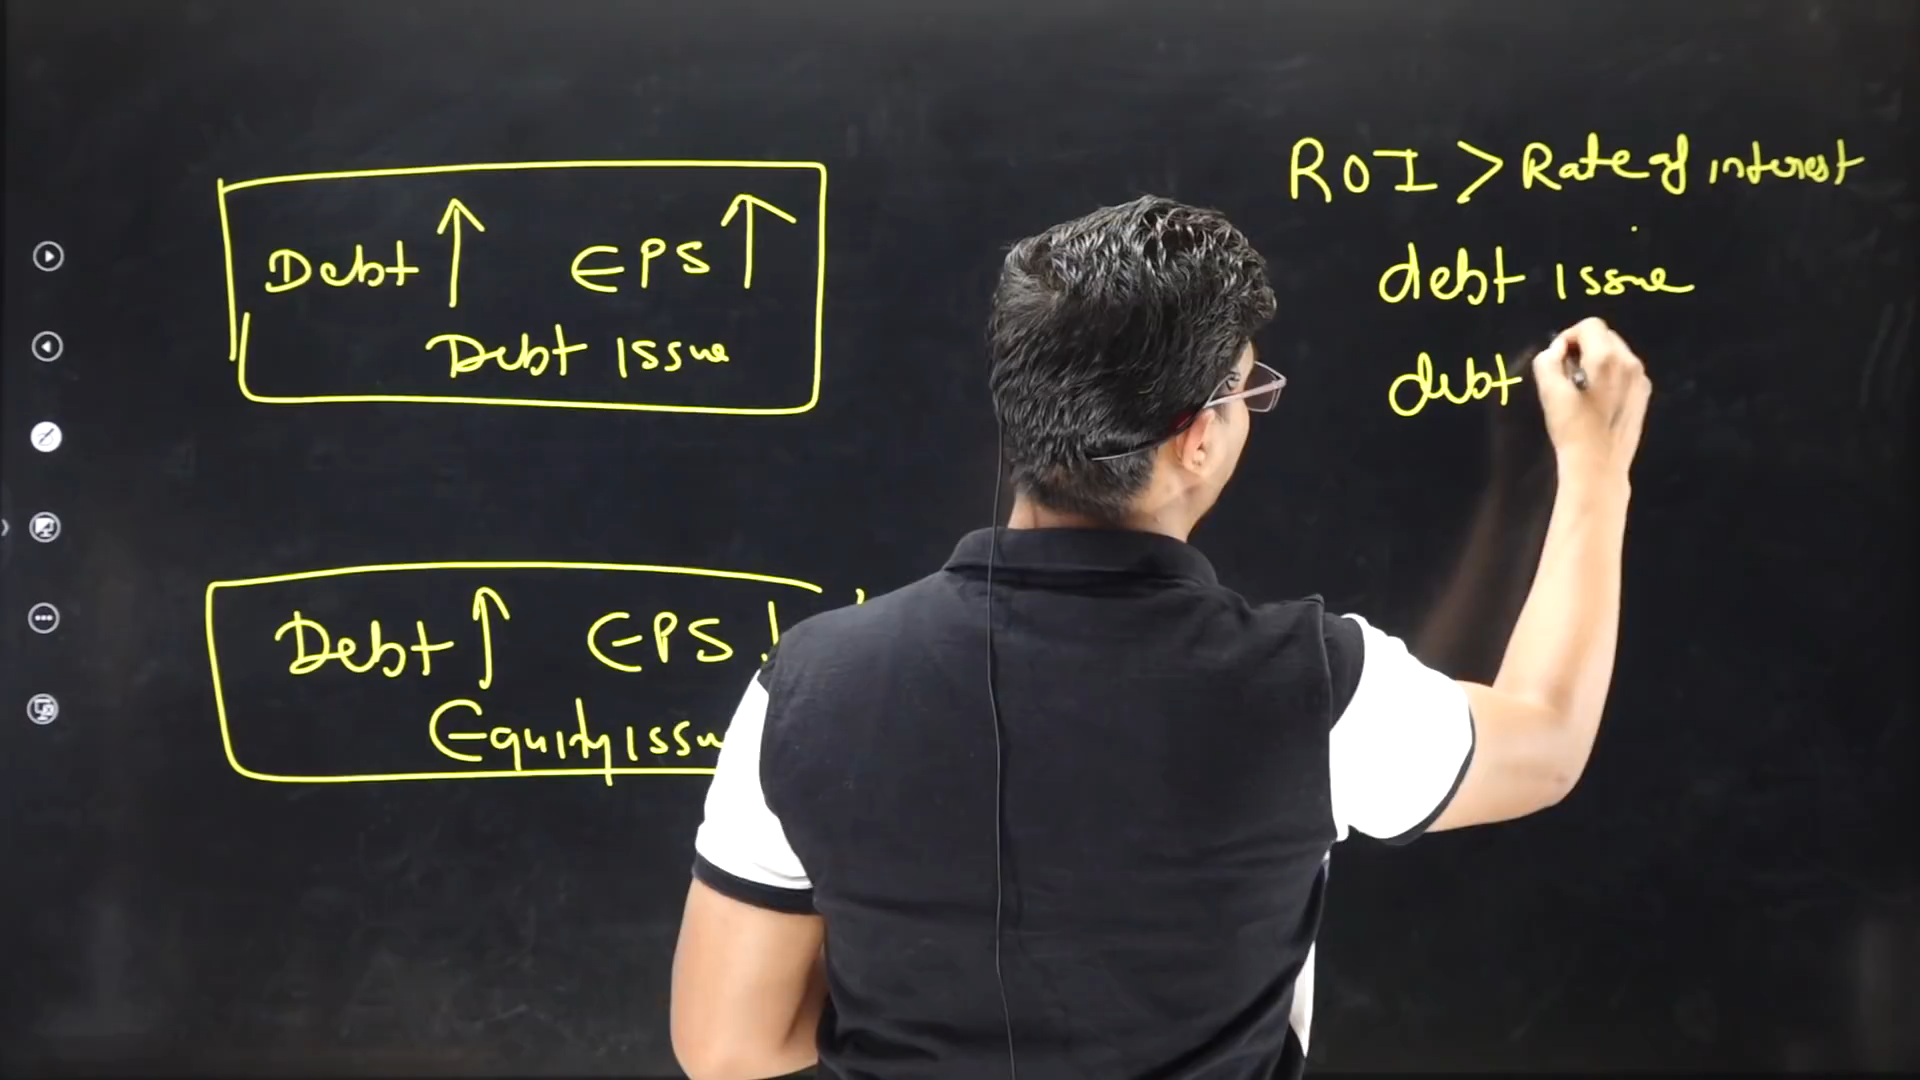 Debt ↑ EPS ↑
Debt Issue
Debt ↑ EPS
Equity issu
ROI > Rate of interest
debt issue
debt